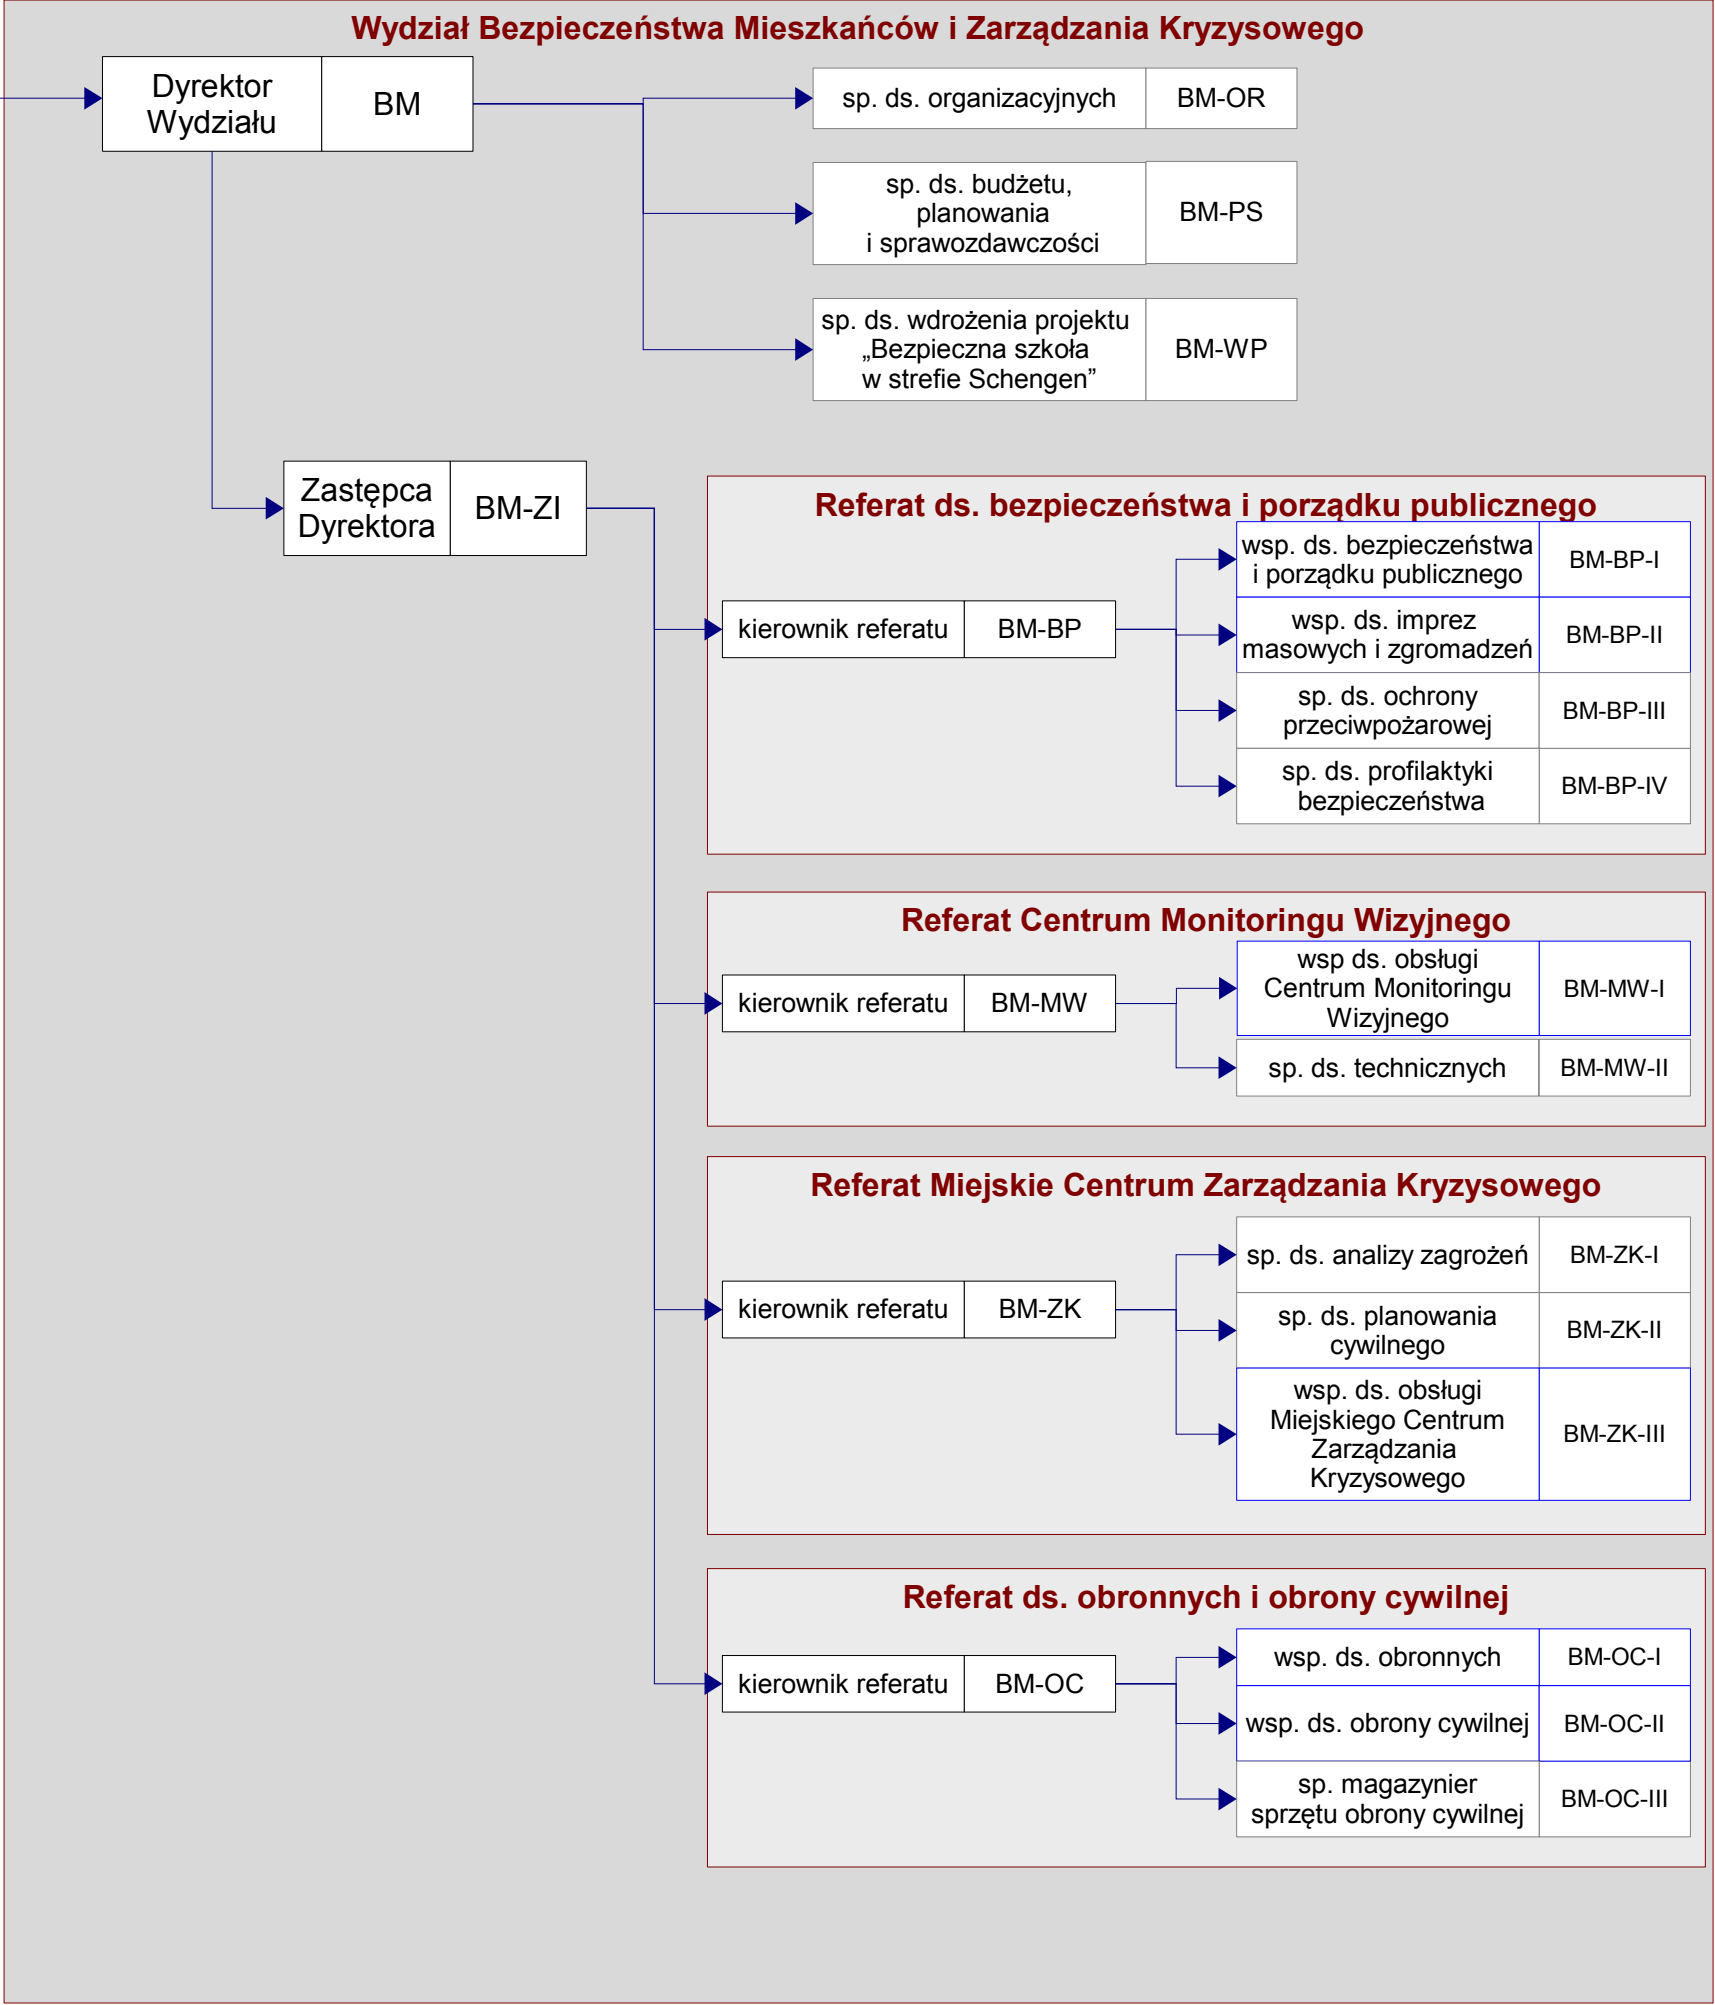 Wydział Bezpieczeństwa Mieszkańców i Zarządzania Kryzysowego
Dyrektor
Wydziału
BM
sp. ds. organizacyjnych
BM-OR
sp. ds. budżetu,
planowania
i sprawozdawczości
BM-PS
sp. ds. wdrożenia projektu
„Bezpieczna szkoła
w strefie Schengen”
BM-WP
Zastępca
Dyrektora
BM-ZI
Referat ds. bezpieczeństwa i porządku publicznego
kierownik referatu
BM-BP
wsp. ds. bezpieczeństwa
i porządku publicznego
BM-BP-I
wsp. ds. imprez
masowych i zgromadzeń
BM-BP-II
sp. ds. ochrony
przeciwpożarowej
BM-BP-III
sp. ds. profilaktyki
bezpieczeństwa
BM-BP-IV
Referat Centrum Monitoringu Wizyjnego
kierownik referatu
BM-MW
wsp ds. obsługi
Centrum Monitoringu
Wizyjnego
BM-MW-I
sp. ds. technicznych
BM-MW-II
Referat Miejskie Centrum Zarządzania Kryzysowego
kierownik referatu
BM-ZK
sp. ds. analizy zagrożeń
BM-ZK-I
sp. ds. planowania
cywilnego
BM-ZK-II
wsp. ds. obsługi
Miejskiego Centrum
Zarządzania
Kryzysowego
BM-ZK-III
Referat ds. obronnych i obrony cywilnej
kierownik referatu
BM-OC
wsp. ds. obronnych
BM-OC-I
wsp. ds. obrony cywilnej
BM-OC-II
sp. magazynier
sprzętu obrony cywilnej
BM-OC-III